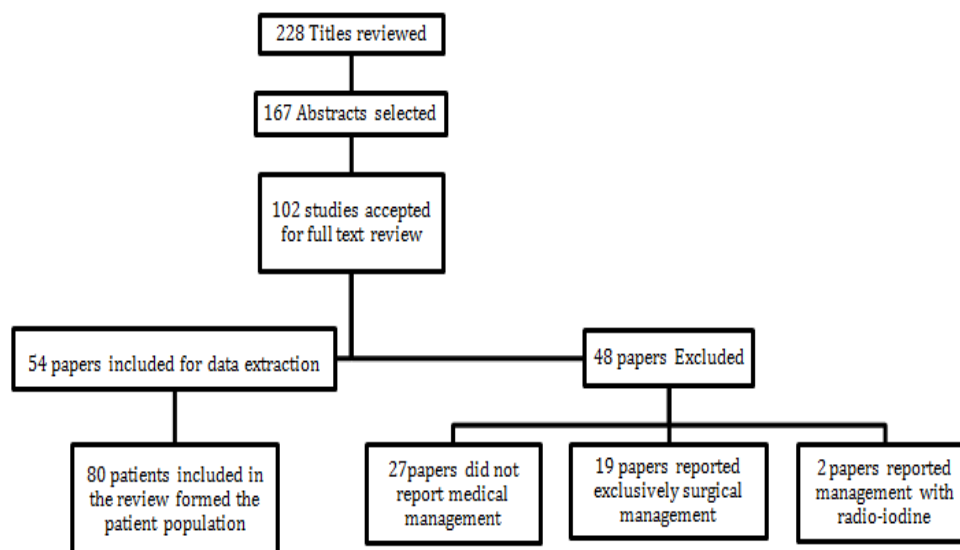 228 Titles reviewed
167 Abstracts selected
102 studies accepted
for full text review
54 papers included for data extraction
48 papers Excluded
80 patients included in
the review formed the
patient population
27papers did not
report medical
management
19 papers reported
exclusively surgical
management
2 papers reported
management with
radio-iodine